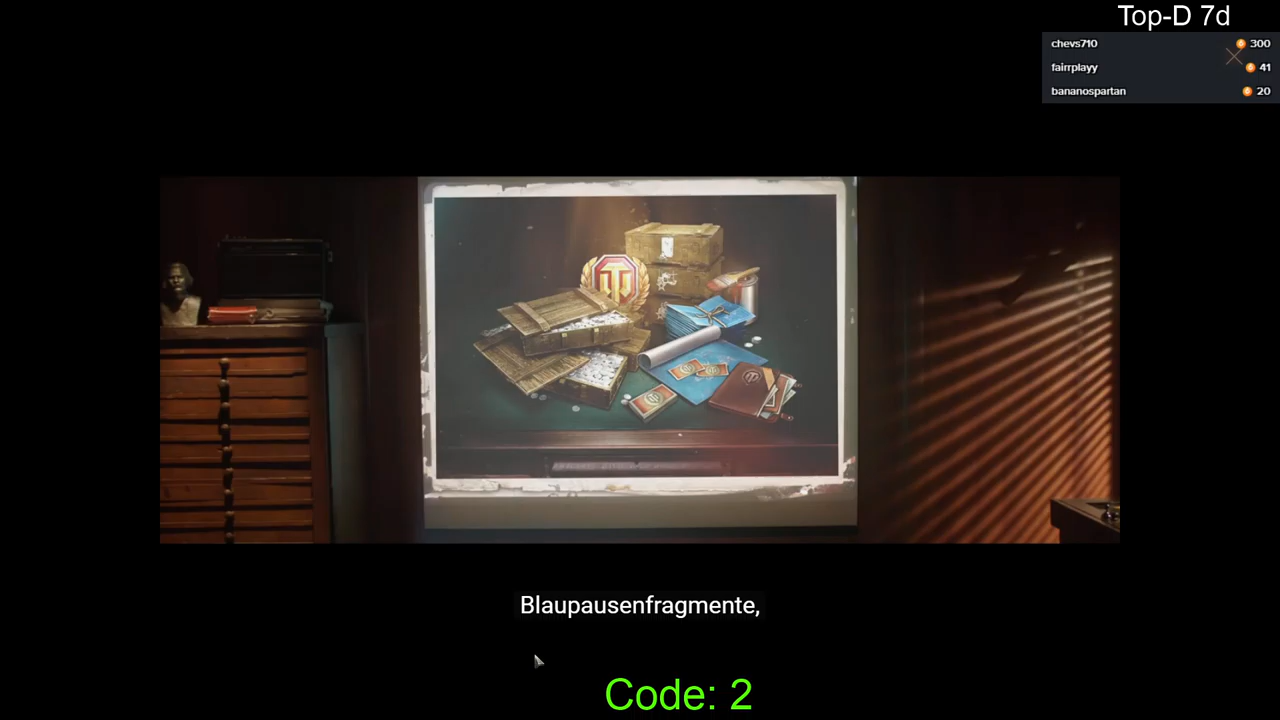 Top-D 7d
chevs710 300
fairrplayy 41
bananospartan 20
Blaupausenfragmente,
Code: 2